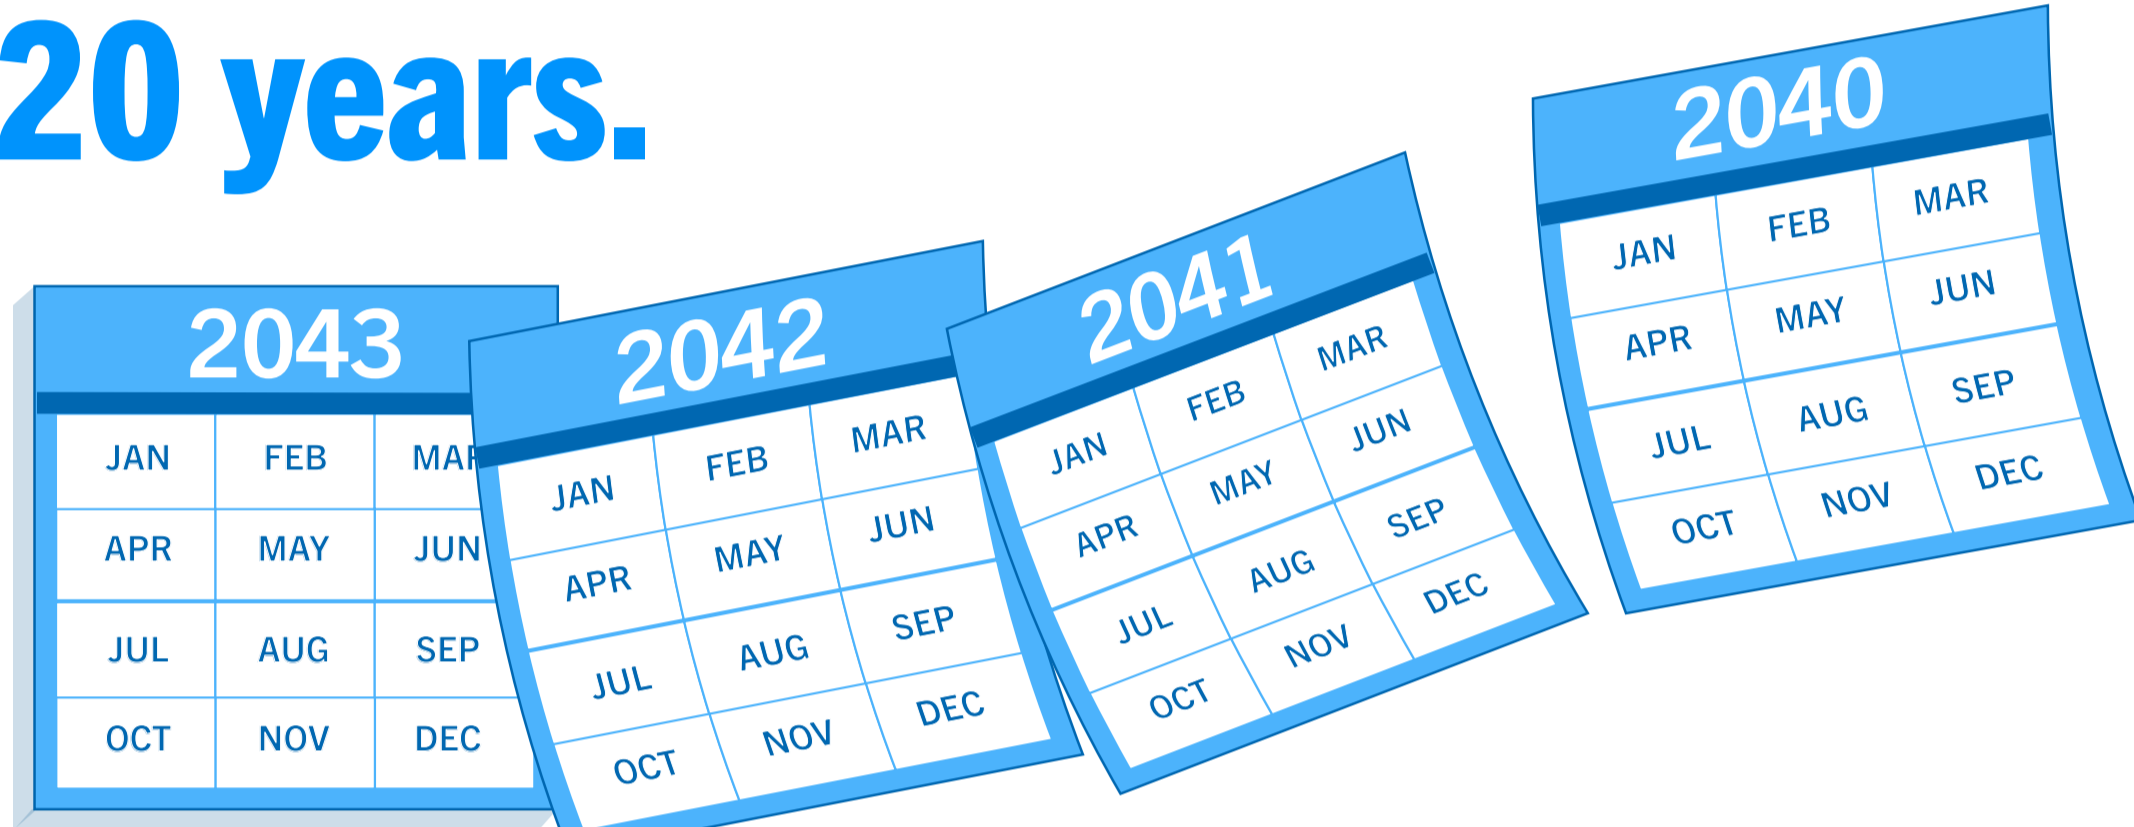 20 years.
2043
JAN FEB MAR
APR MAY JUN
JUL AUG SEP
OCT NOV DEC
2042
JAN FEB MAR
APR MAY JUN
JUL AUG SEP
OCT NOV DEC
2041
JAN FEB MAR
APR MAY JUN
JUL AUG SEP
OCT NOV DEC
2040
JAN FEB MAR
APR MAY JUN
JUL AUG SEP
OCT NOV DEC